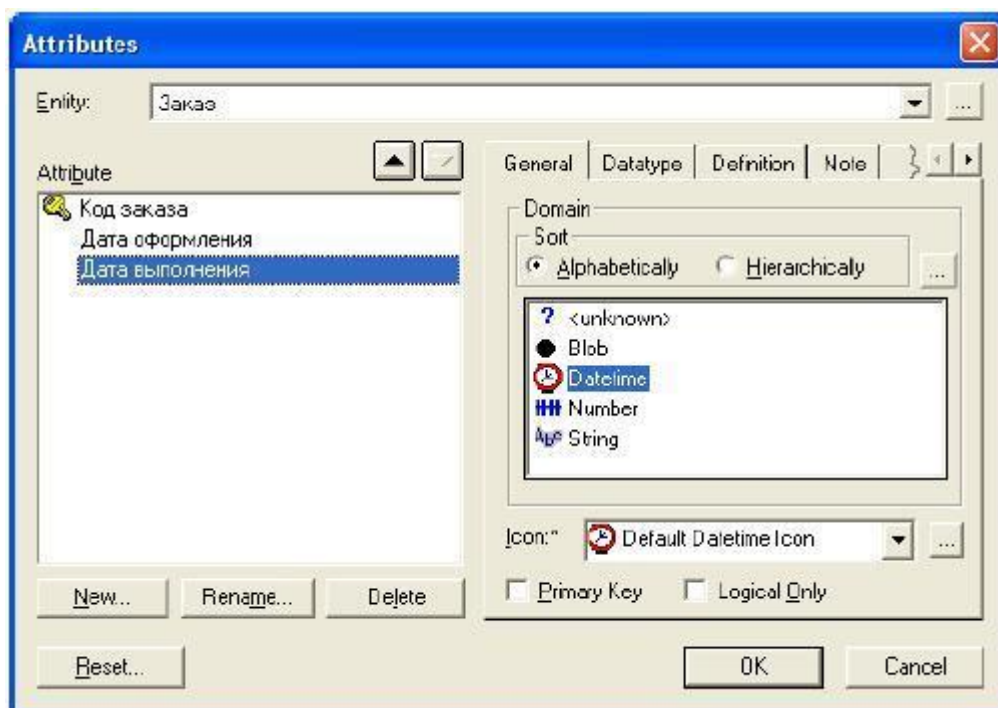 Attributes
Entity: Заказ ...
Attribute
Код заказа
Дата оформления
Дата выполнения
New... Rename... Delete
Reset...
General Datatype Definition Note
Domain
Sort
Alphabetically Hierarchically ...
? <unknown>
Blob
Datetime
Number
String
Icon:* Default Datetime Icon ...
Primary Key Logical Only
OK Cancel